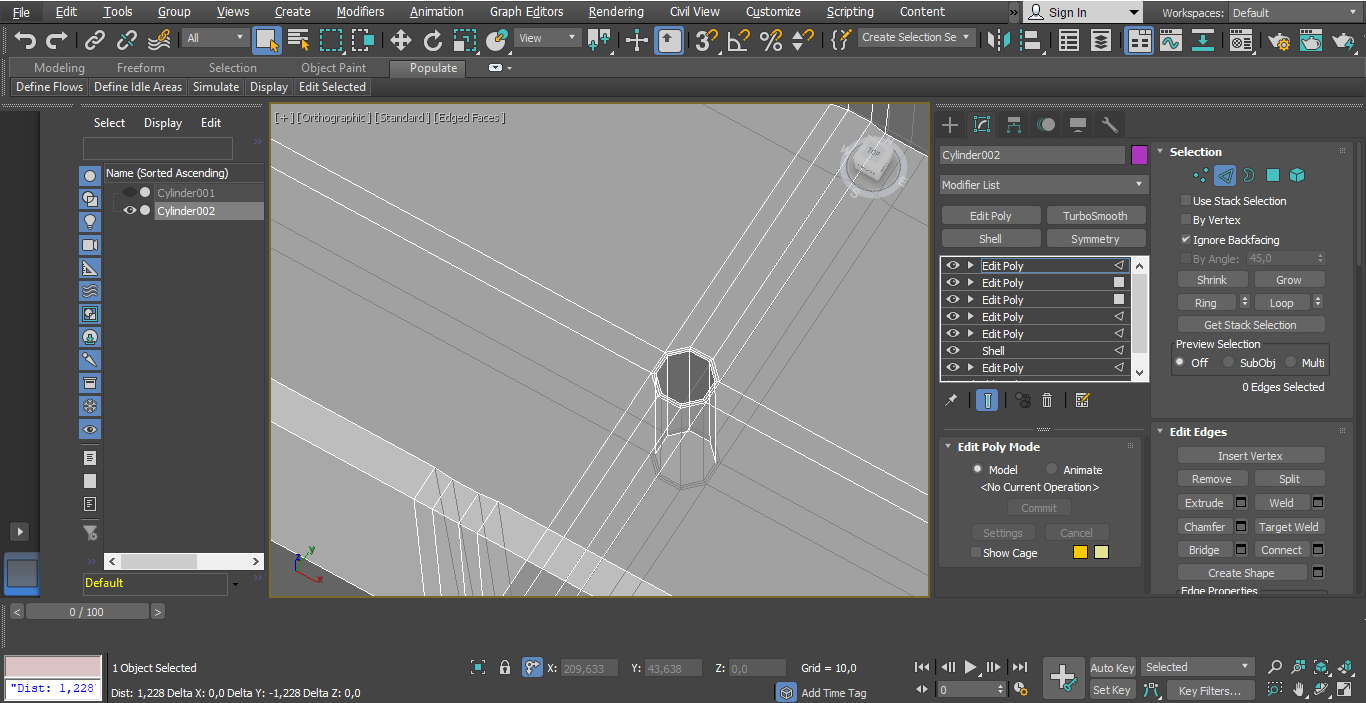 File Edit Tools Group Views Create Modifiers Animation Graph Editors Rendering Civil View Customize Scripting Content » Sign In Workspaces: Default
All View Create Selection Se
Modeling Freeform Selection Object Paint Populate
Define Flows Define Idle Areas Simulate Display Edit Selected
[+] [Orthographic] [Standard] [Edged Faces]
Select Display Edit
Name (Sorted Ascending)
Cylinder001
Cylinder002
Default
TOP
E
S
y
z
x
Cylinder002
Modifier List
Edit Poly TurboSmooth
Shell Symmetry
Edit Poly
Edit Poly
Edit Poly
Edit Poly
Edit Poly
Shell
Edit Poly
Edit Poly Mode
Model Animate
<No Current Operation>
Commit
Settings Cancel
Show Cage
Selection
Use Stack Selection
By Vertex
Ignore Backfacing
By Angle: 45,0
Shrink Grow
Ring Loop
Get Stack Selection
Preview Selection
Off SubObj Multi
0 Edges Selected
Edit Edges
Insert Vertex
Remove Split
Extrude Weld
Chamfer Target Weld
Bridge Connect
Create Shape
Edge Properties
< 0 / 100 >
1 Object Selected X: 209,633 Y: 43,638 Z: 0,0 Grid = 10,0 Auto Key Selected
"Dist: 1,228 Dist: 1,228 Delta X: 0,0 Delta Y: -1,228 Delta Z: 0,0 Add Time Tag 0 Set Key Key Filters...